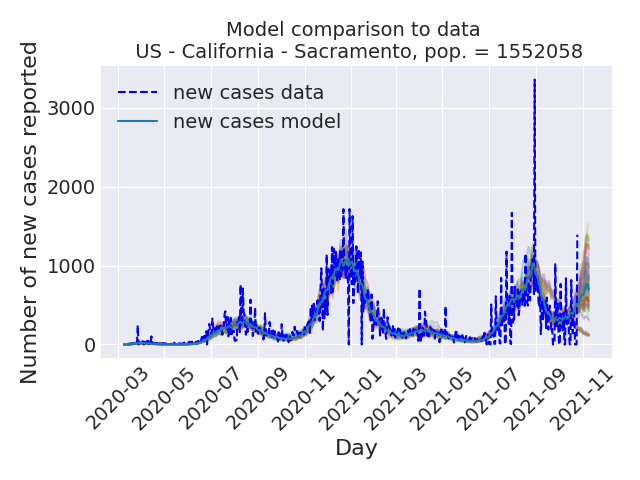 Model comparison to data
US - California - Sacramento, pop. = 1552058
Number of new cases reported
3000
2000
1000
0
new cases data
new cases model
2020-03
2020-05
2020-07
2020-09
2020-11
2021-01
2021-03
2021-05
2021-07
2021-09
2021-11
Day